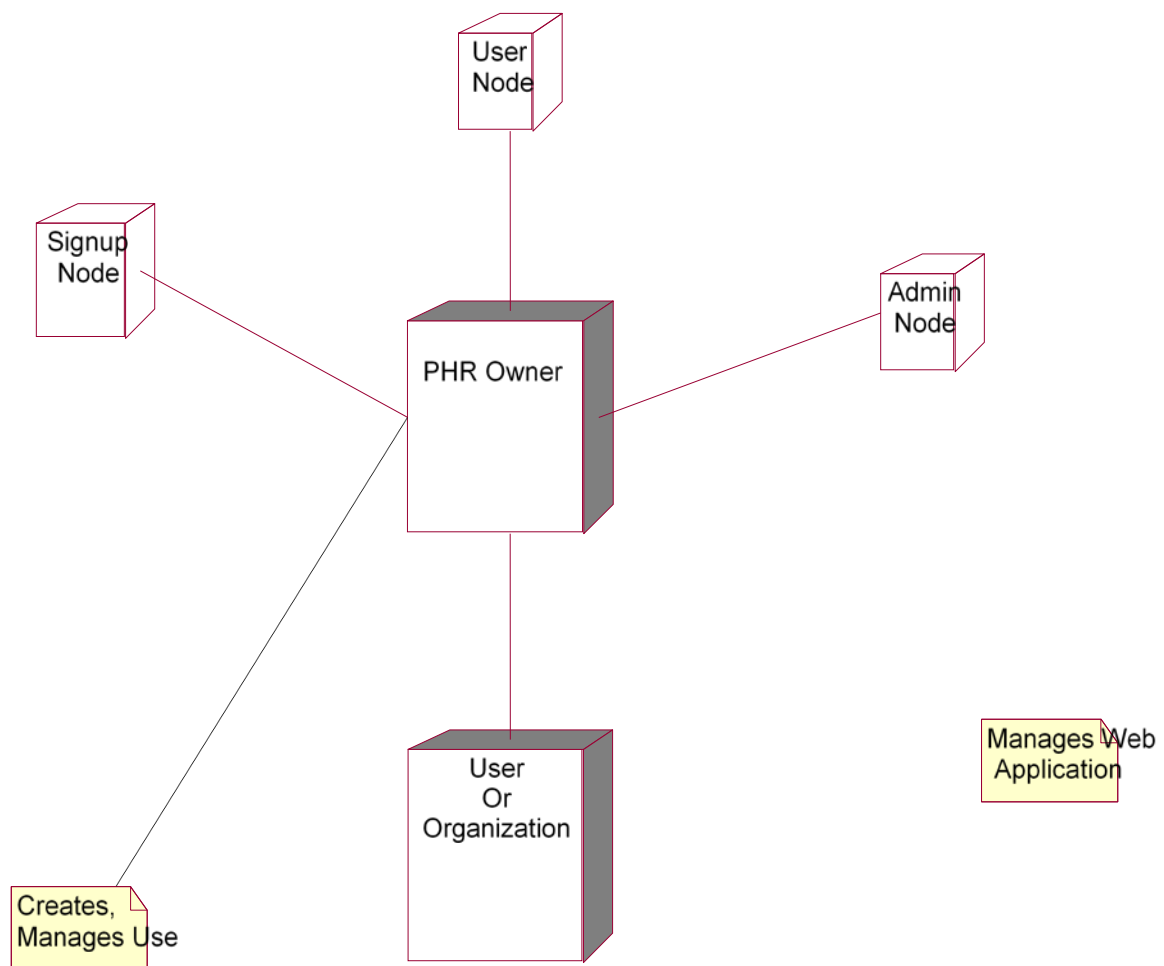 User
Node
Signup
Node
Admin
Node
PHR Owner
User
Or
Organization
Manages Web
Application
Creates,
Manages Use